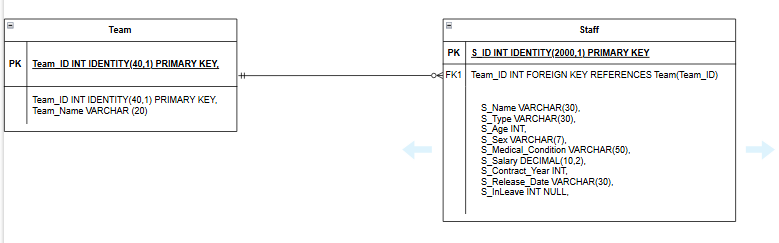 Team
PK
Team_ID INT IDENTITY(40,1) PRIMARY KEY,
Team_ID INT IDENTITY(40,1) PRIMARY KEY,
Team_Name VARCHAR (20)
Staff
PK
S_ID INT IDENTITY(2000,1) PRIMARY KEY
FK1
Team_ID INT FOREIGN KEY REFERENCES Team(Team_ID)
S_Name VARCHAR(30),
S_Type VARCHAR(30),
S_Age INT,
S_Sex VARCHAR(7),
S_Medical_Condition VARCHAR(50),
S_Salary DECIMAL(10,2),
S_Contract_Year INT,
S_Release_Date VARCHAR(30),
S_InLeave INT NULL,